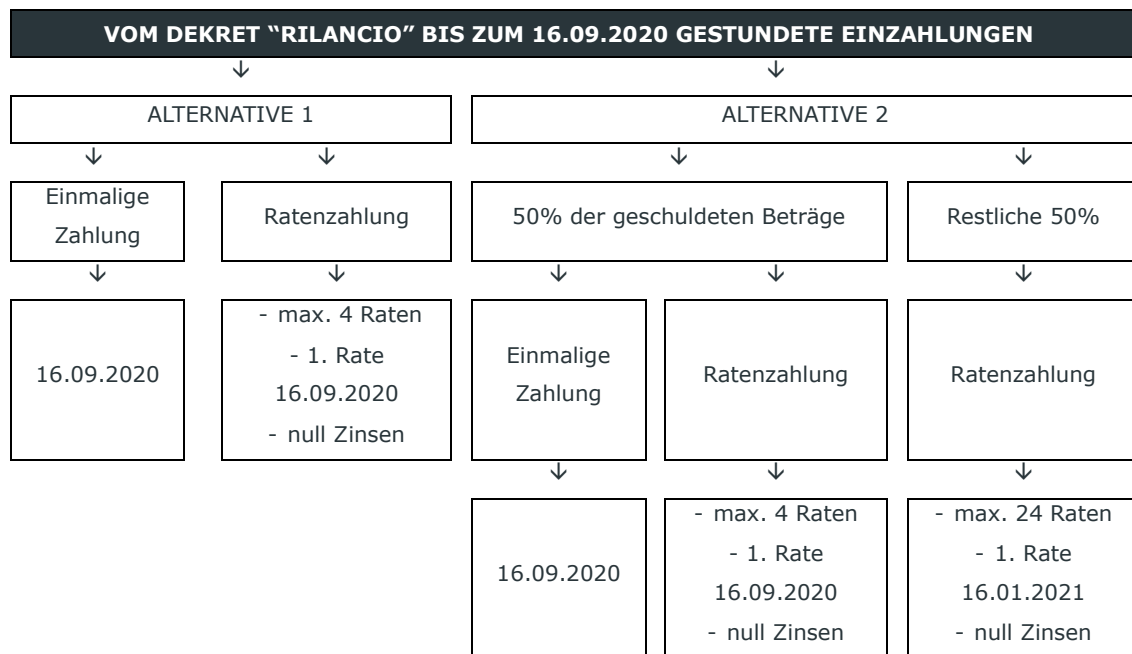 VOM DEKRET “RILANCIO” BIS ZUM 16.09.2020 GESTUNDETE EINZAHLUNGEN
ALTERNATIVE 1
ALTERNATIVE 2
Einmalige
Zahlung
Ratenzahlung
50% der geschuldeten Beträge
Restliche 50%
16.09.2020
- max. 4 Raten
- 1. Rate
16.09.2020
- null Zinsen
Einmalige
Zahlung
Ratenzahlung
Ratenzahlung
16.09.2020
- max. 4 Raten
- 1. Rate
16.09.2020
- null Zinsen
- max. 24 Raten
- 1. Rate
16.01.2021
- null Zinsen